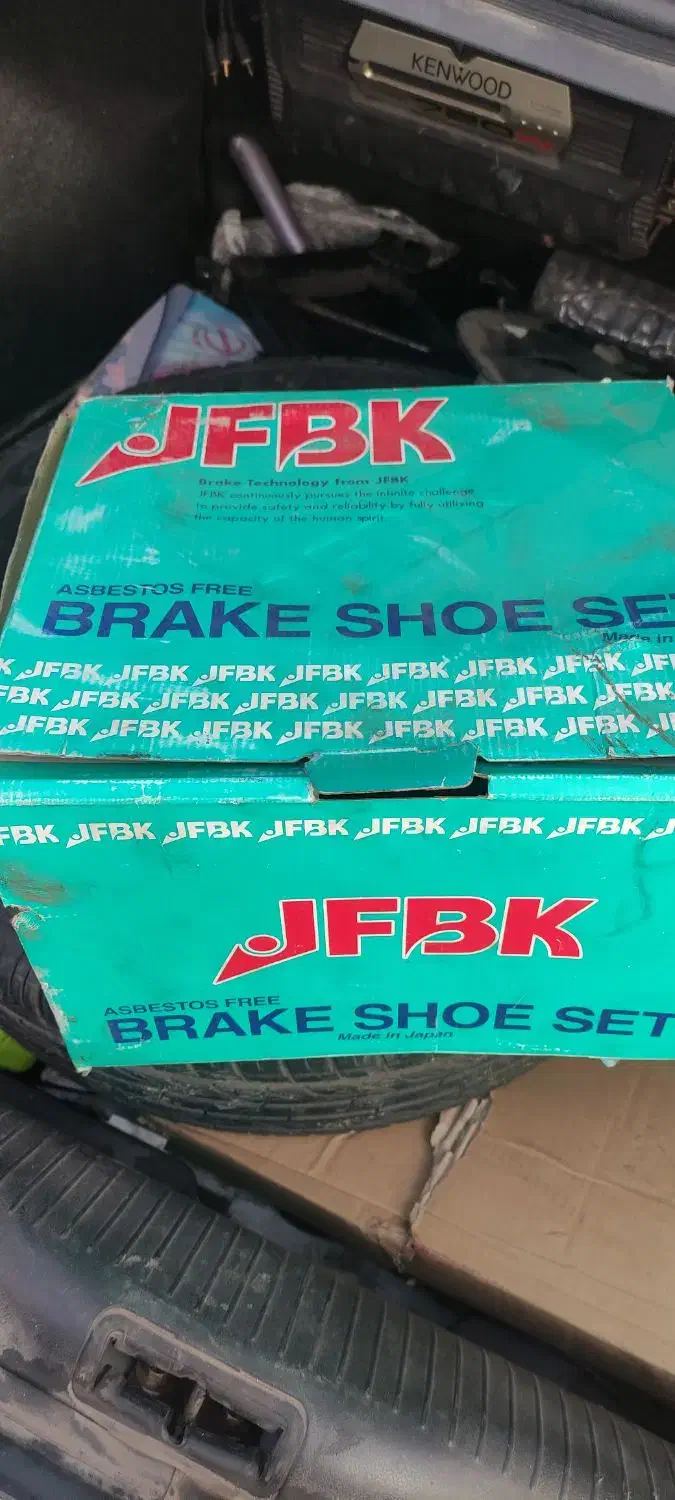 KENWOOD
JFBK
Brake Technology from JFBK
JFBK continuously pursues the infinite challenge
to provide safety and reliability by fully utilizing
the capacity of the human spirit.
ASBESTOS FREE
BRAKE SHOE SET
Made in
JFBK JFBK JFBK JFBK JFBK JFBK JFBK
JFBK JFBK JFBK JFBK JFBK JFBK JFBK JFBK
JFBK JFBK JFBK JFBK JFBK JFBK JFBK
JFBK JFBK JFBK JFBK JFBK JFBK JFBK
JFBK
ASBESTOS FREE
BRAKE SHOE SET
Made in Japan